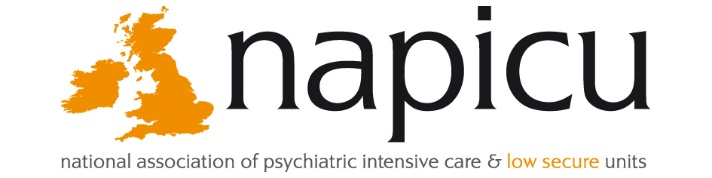 napicu
national association of psychiatric intensive care & low secure units